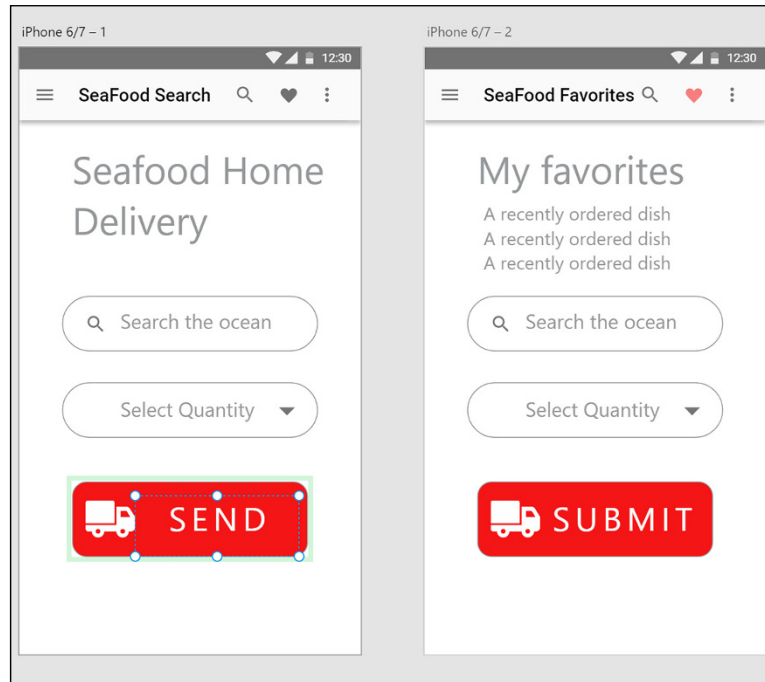 iPhone 6/7 – 1
12:30
SeaFood Search
Seafood Home
Delivery
Search the ocean
Select Quantity
SEND
iPhone 6/7 – 2
12:30
SeaFood Favorites
My favorites
A recently ordered dish
A recently ordered dish
A recently ordered dish
Search the ocean
Select Quantity
SUBMIT